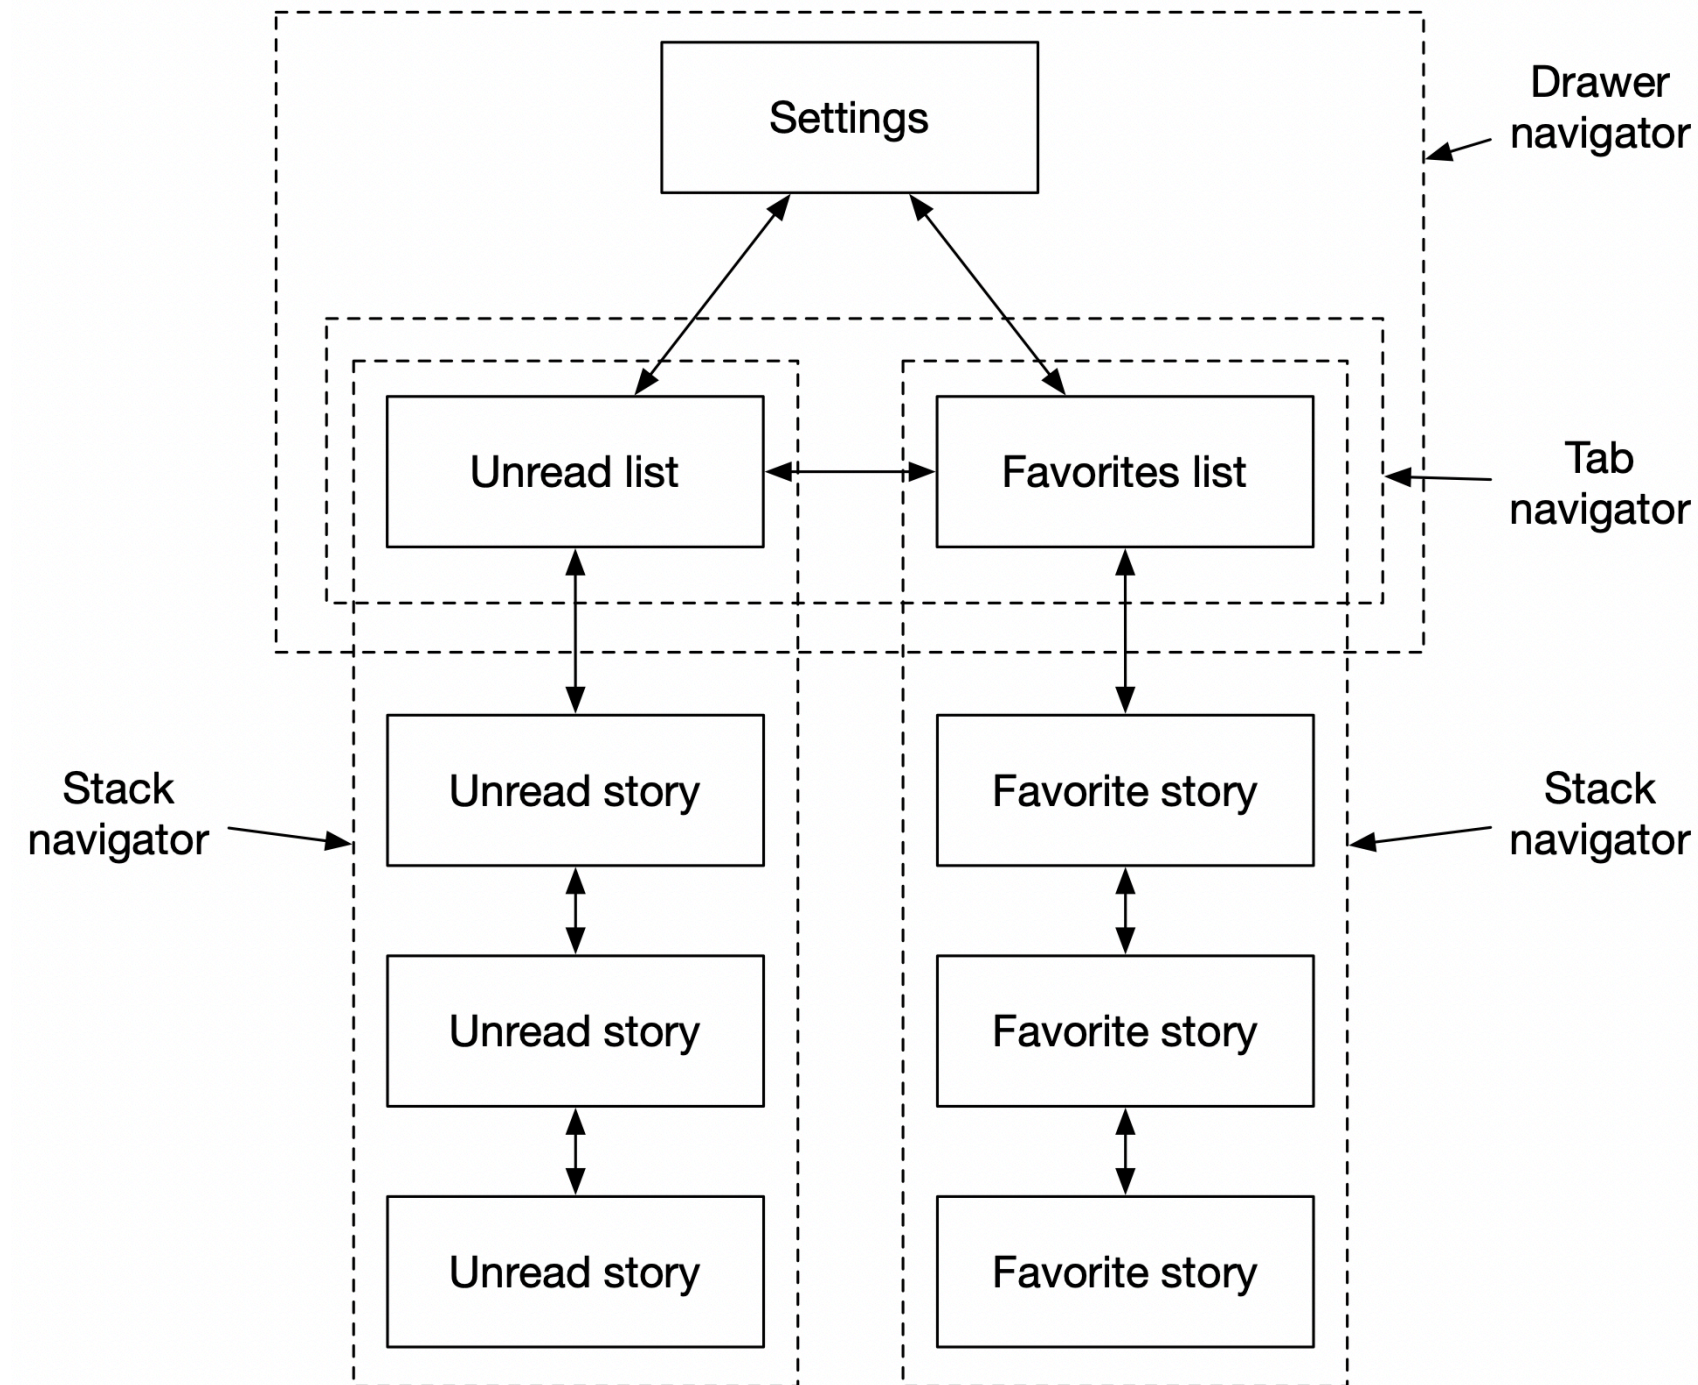 Settings
Drawer
navigator
Unread list
Favorites list
Tab
navigator
Stack
navigator
Unread story
Favorite story
Stack
navigator
Unread story
Favorite story
Unread story
Favorite story